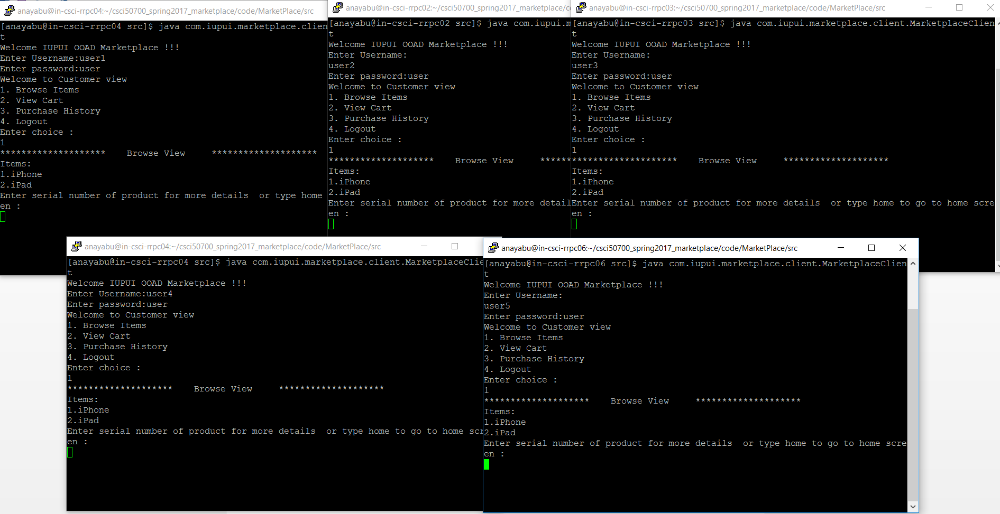 anayabu@in-csci-rrpc04:~/csci50700_spring2017_marketplace/code/MarketPlace/src
[anayabu@in-csci-rrpc04 src]$ java com.iupui.marketplace.clien
t
Welcome IUPUI OOAD Marketplace !!!
Enter Username:user1
Enter password:user
Welcome to Customer view
1. Browse Items
2. View Cart
3. Purchase History
4. Logout
Enter choice :
1
******************** Browse View ********************
Items:
1.iPhone
2.iPad
Enter serial number of product for more details  or type home
en :
anayabu@in-csci-rrpc02:~/csci50700_spring2017_marketplace/c
[anayabu@in-csci-rrpc02 src]$ java com.iupui.m
t
Welcome IUPUI OOAD Marketplace !!!
Enter Username:
user2
Enter password:user
Welcome to Customer view
1. Browse Items
2. View Cart
3. Purchase History
4. Logout
Enter choice :
1
******************** Browse View ******
Items:
1.iPhone
2.iPad
Enter serial number of product for more detail
en :
anayabu@in-csci-rrpc03:~/csci50700_spring2017_marketplace/code/MarketPlace/src
[anayabu@in-csci-rrpc03 src]$ java com.iupui.marketplace.client.MarketplaceClien
t
Welcome IUPUI OOAD Marketplace !!!
Enter Username:
user3
Enter password:user
Welcome to Customer view
1. Browse Items
2. View Cart
3. Purchase History
4. Logout
Enter choice :
1
******************** Browse View ********************
Items:
1.iPhone
2.iPad
Enter serial number of product for more details  or type home to go to home scre
en :
anayabu@in-csci-rrpc04:~/csci50700_spring2017_marketplace/code/MarketPlace/src
[anayabu@in-csci-rrpc04 src]$ java com.iupui.marketplace.client.MarketplaceClie
t
Welcome IUPUI OOAD Marketplace !!!
Enter Username:user4
Enter password:user
Welcome to Customer view
1. Browse Items
2. View Cart
3. Purchase History
4. Logout
Enter choice :
1
******************** Browse View ********************
Items:
1.iPhone
2.iPad
Enter serial number of product for more details  or type home to go to home scr
en :
anayabu@in-csci-rrpc06:~/csci50700_spring2017_marketplace/code/MarketPlace/src
[anayabu@in-csci-rrpc06 src]$ java com.iupui.marketplace.client.MarketplaceClien
t
Welcome IUPUI OOAD Marketplace !!!
Enter Username:
user5
Enter password:user
Welcome to Customer view
1. Browse Items
2. View Cart
3. Purchase History
4. Logout
Enter choice :
1
******************** Browse View ********************
Items:
1.iPhone
2.iPad
Enter serial number of product for more details  or type home to go to home scre
en :